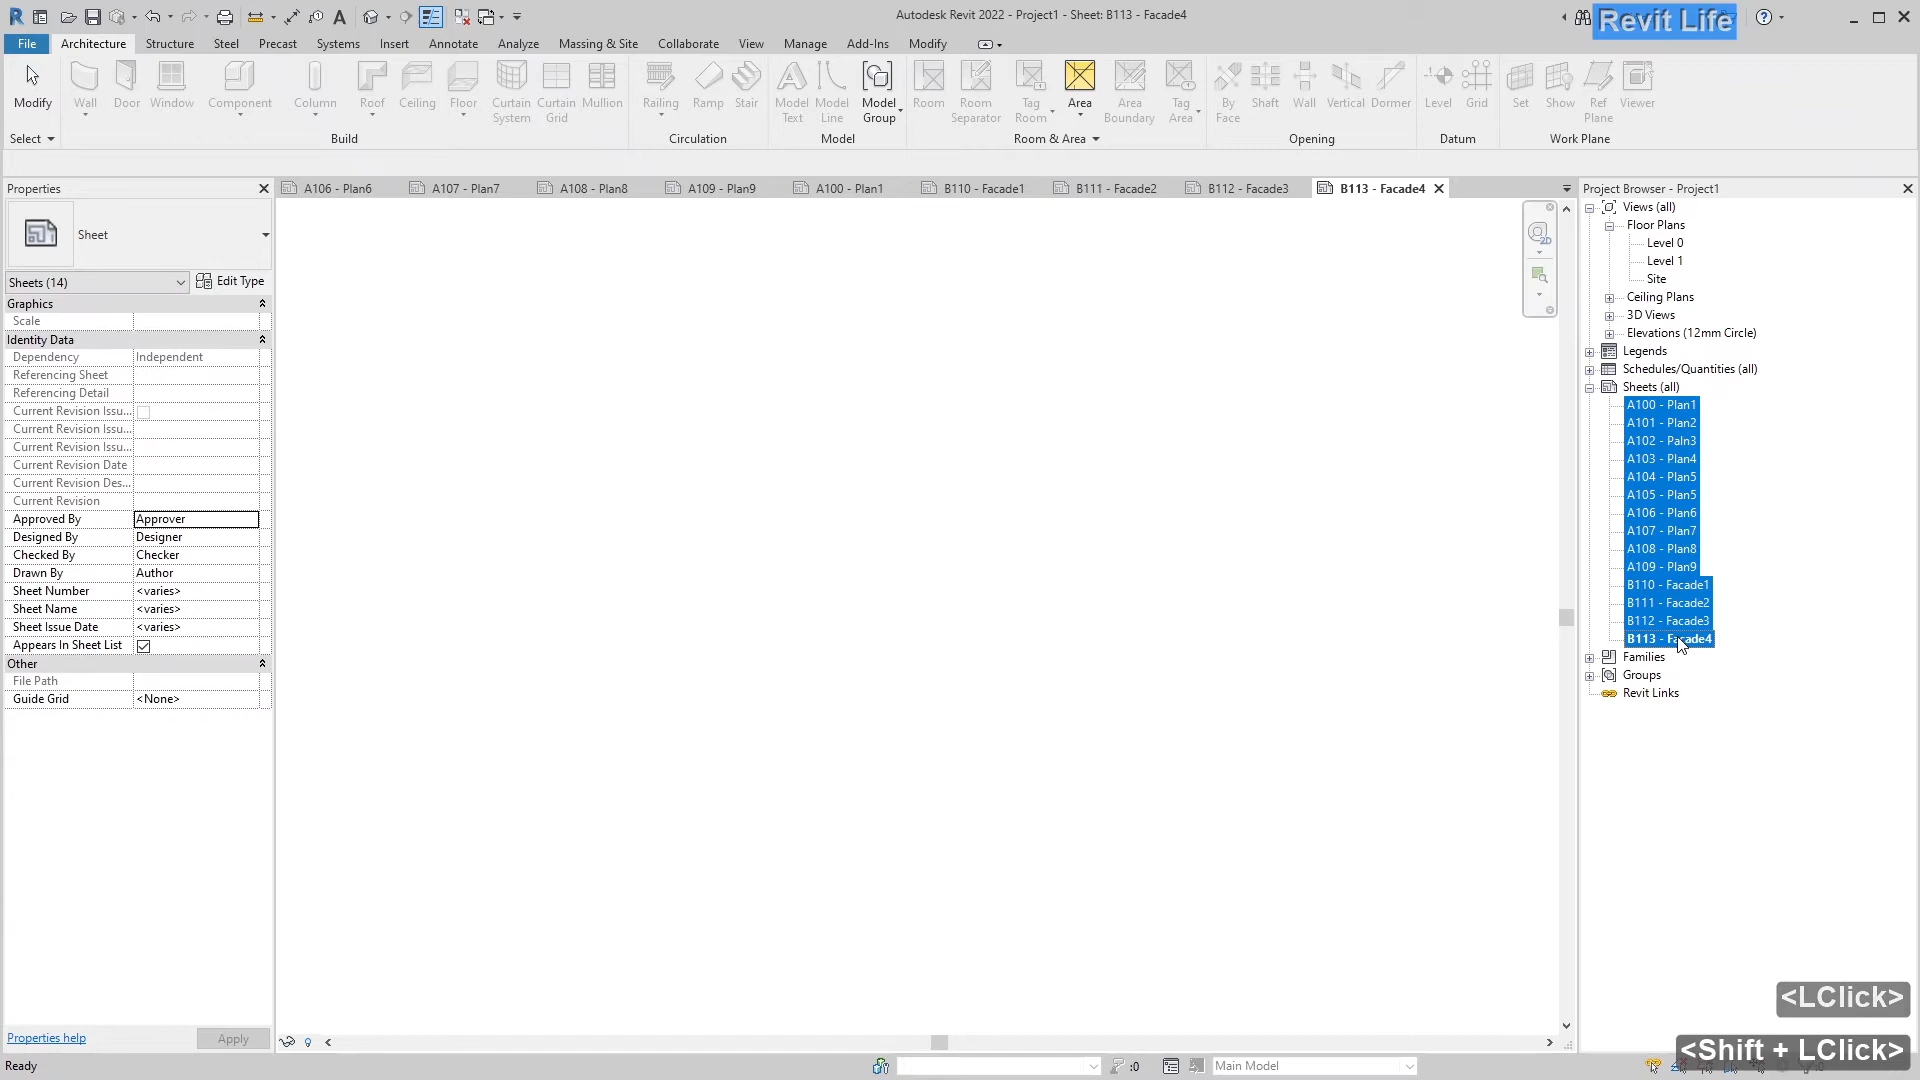 Autodesk Revit 2022 - Project1 - Sheet: B113 - Facade4
Revit Life
File Architecture Structure Steel Precast Systems Insert Annotate Analyze Massing & Site Collaborate View Manage Add-Ins Modify
Modify
Wall
Door
Window
Component
Column
Roof
Ceiling
Floor
Curtain System
Curtain Grid
Mullion
Railing
Ramp
Stair
Model Text
Model Line
Model Group
Room
Room Separator
Tag Room
Area
Area Boundary
Tag Area
By Face
Shaft
Wall
Vertical
Dormer
Level
Grid
Set
Show
Ref Plane
Viewer
Select
Build
Circulation
Model
Room & Area
Opening
Datum
Work Plane
Properties
Sheet
Sheets (14)
Edit Type
Graphics
Scale
Identity Data
Dependency Independent
Referencing Sheet
Referencing Detail
Current Revision Issu...
Current Revision Issu...
Current Revision Issu...
Current Revision Date
Current Revision Des...
Current Revision
Approved By Approver
Designed By Designer
Checked By Checker
Drawn By Author
Sheet Number <varies>
Sheet Name <varies>
Sheet Issue Date <varies>
Appears In Sheet List
Other
File Path
Guide Grid <None>
Properties help
Apply
A106 - Plan6
A107 - Plan7
A108 - Plan8
A109 - Plan9
A100 - Plan1
B110 - Facade1
B111 - Facade2
B112 - Facade3
B113 - Facade4
2D
Project Browser - Project1
Views (all)
Floor Plans
Level 0
Level 1
Site
Ceiling Plans
3D Views
Elevations (12mm Circle)
Legends
Schedules/Quantities (all)
Sheets (all)
A100 - Plan1
A101 - Plan2
A102 - Paln3
A103 - Plan4
A104 - Plan5
A105 - Plan5
A106 - Plan6
A107 - Plan7
A108 - Plan8
A109 - Plan9
B110 - Facade1
B111 - Facade2
B112 - Facade3
B113 - Facade4
Families
Groups
Revit Links
<LClick>
<Shift + LClick>
Ready
:0
Main Model